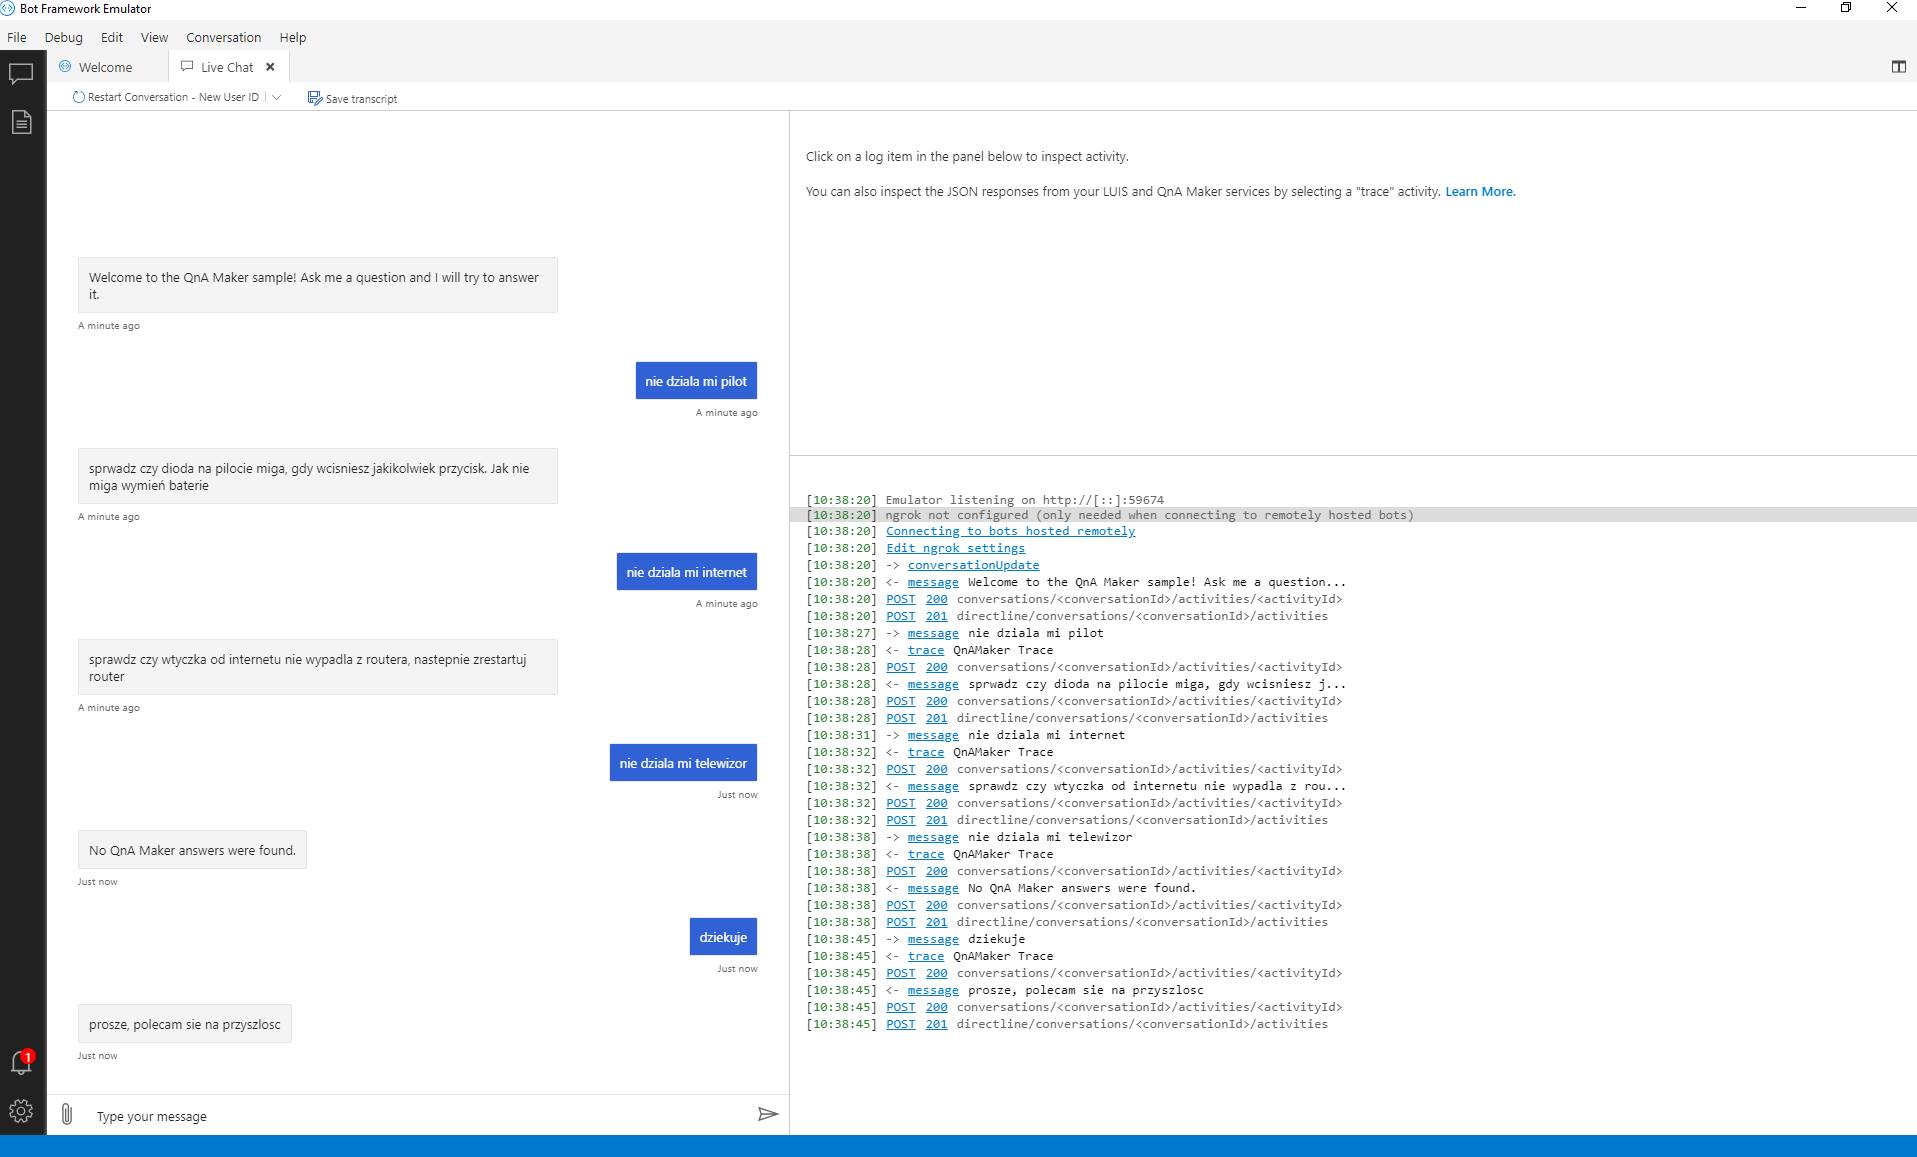 Bot Framework Emulator
File Debug Edit View Conversation Help
Welcome Live Chat
Restart Conversation - New User ID Save transcript
Welcome to the QnA Maker sample! Ask me a question and I will try to answer
it.
A minute ago
nie dziala mi pilot
A minute ago
sprwadz czy dioda na pilocie miga, gdy wcisniesz jakikolwiek przycisk. Jak nie
miga wymień baterie
A minute ago
nie dziala mi internet
A minute ago
sprawdz czy wtyczka od internetu nie wypadla z routera, nastepnie zrestartuj
router
A minute ago
nie dziala mi telewizor
Just now
No QnA Maker answers were found.
Just now
dziekuje
Just now
prosze, polecam sie na przyszlosc
Just now
1
Type your message
Click on a log item in the panel below to inspect activity.
You can also inspect the JSON responses from your LUIS and QnA Maker services by selecting a "trace" activity. Learn More.
[10:38:20] Emulator listening on http://[::]:59674
[10:38:20] ngrok not configured (only needed when connecting to remotely hosted bots)
[10:38:20] Connecting to bots hosted remotely
[10:38:20] Edit ngrok settings
[10:38:20] -> conversationUpdate
[10:38:20] <- message Welcome to the QnA Maker sample! Ask me a question...
[10:38:20] POST 200 conversations/<conversationId>/activities/<activityId>
[10:38:20] POST 201 directline/conversations/<conversationId>/activities
[10:38:27] -> message nie dziala mi pilot
[10:38:28] <- trace QnAMaker Trace
[10:38:28] POST 200 conversations/<conversationId>/activities/<activityId>
[10:38:28] <- message sprwadz czy dioda na pilocie miga, gdy wcisniesz j...
[10:38:28] POST 200 conversations/<conversationId>/activities/<activityId>
[10:38:28] POST 201 directline/conversations/<conversationId>/activities
[10:38:31] -> message nie dziala mi internet
[10:38:32] <- trace QnAMaker Trace
[10:38:32] POST 200 conversations/<conversationId>/activities/<activityId>
[10:38:32] <- message sprawdz czy wtyczka od internetu nie wypadla z rou...
[10:38:32] POST 200 conversations/<conversationId>/activities/<activityId>
[10:38:32] POST 201 directline/conversations/<conversationId>/activities
[10:38:38] -> message nie dziala mi telewizor
[10:38:38] <- trace QnAMaker Trace
[10:38:38] POST 200 conversations/<conversationId>/activities/<activityId>
[10:38:38] <- message No QnA Maker answers were found.
[10:38:38] POST 200 conversations/<conversationId>/activities/<activityId>
[10:38:38] POST 201 directline/conversations/<conversationId>/activities
[10:38:45] -> message dziekuje
[10:38:45] <- trace QnAMaker Trace
[10:38:45] POST 200 conversations/<conversationId>/activities/<activityId>
[10:38:45] <- message prosze, polecam sie na przyszlosc
[10:38:45] POST 200 conversations/<conversationId>/activities/<activityId>
[10:38:45] POST 201 directline/conversations/<conversationId>/activities